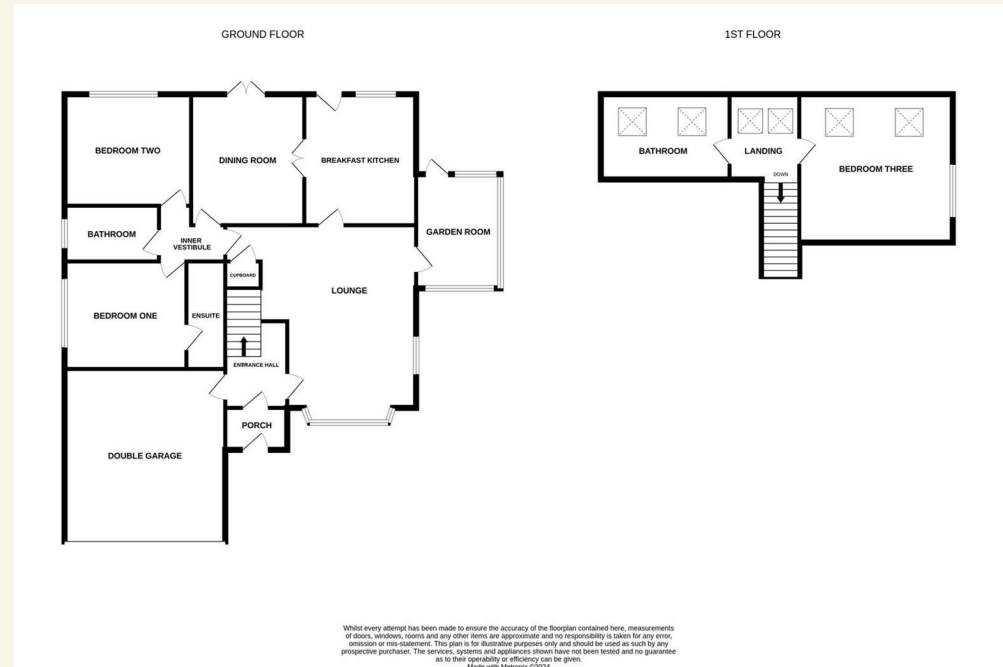 GROUND FLOOR
1ST FLOOR
BEDROOM TWO
DINING ROOM
BREAKFAST KITCHEN
BATHROOM
INNER
VESTIBULE
GARDEN ROOM
CUPBOARD
LOUNGE
BEDROOM ONE
ENSUITE
ENTRANCE HALL
PORCH
DOUBLE GARAGE
BATHROOM
LANDING
DOWN
BEDROOM THREE
Whilst every attempt has been made to ensure the accuracy of the floorplan contained here, measurements
of doors, windows, rooms and any other items are approximate and no responsibility is taken for any error,
omission or mis-statement. This plan is for illustrative purposes only and should be used as such by any
prospective purchaser. The services, systems and appliances shown have not been tested and no guarantee
as to their operability or efficiency can be given.
Made with Metropix ©2024